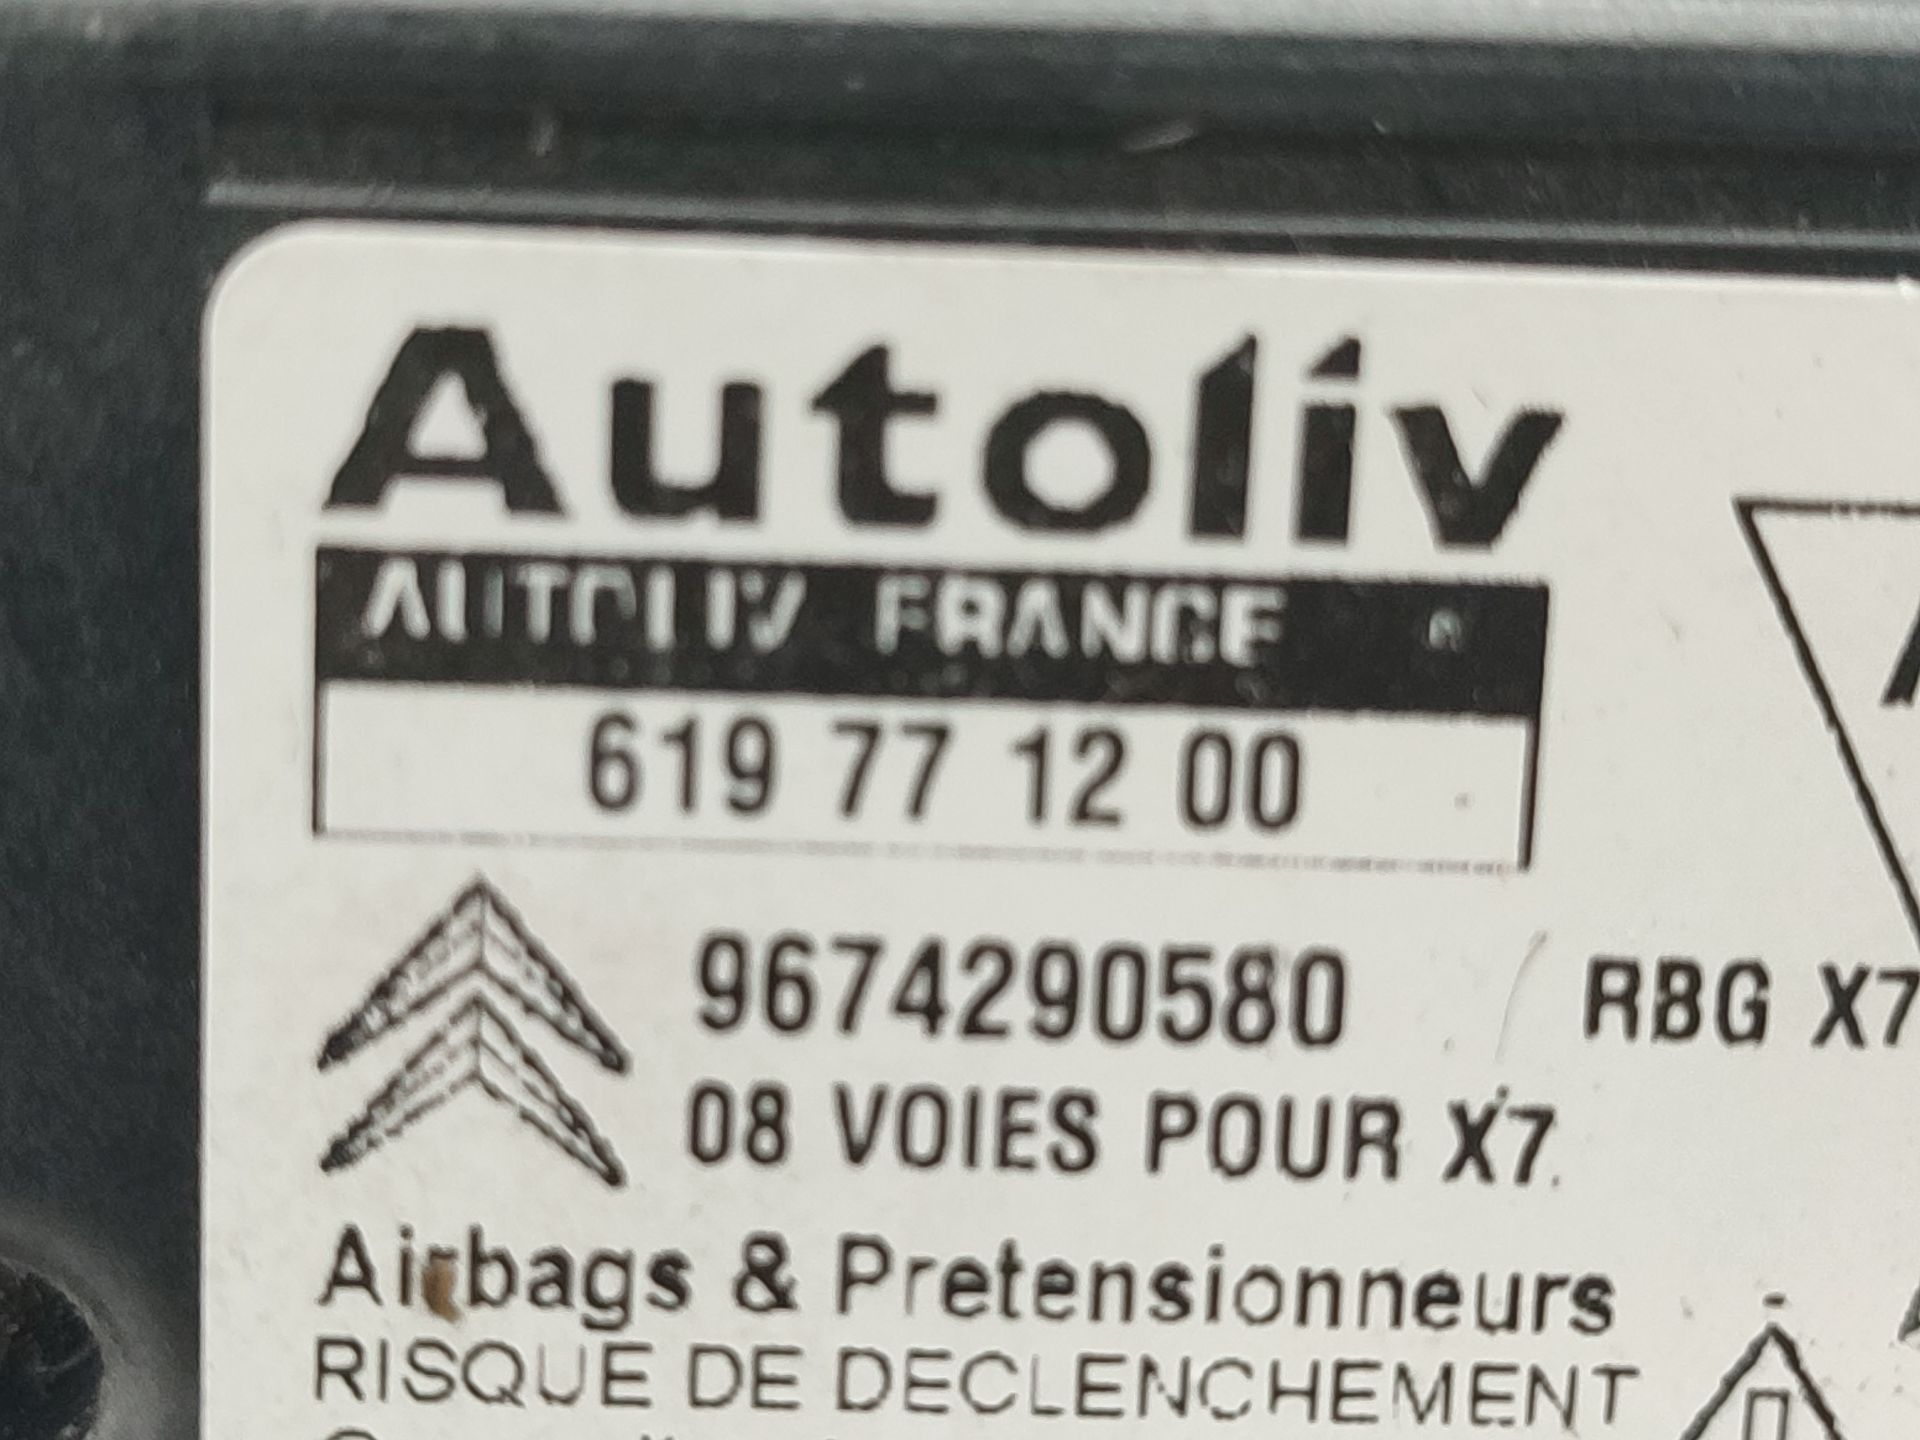 Autoliv
AUTOLIV FRANCE
619 77 12 00
9674290580 RBG X7
08 VOIES POUR X7
Airbags & Pretensionneurs
RISQUE DE DECLENCHEMENT